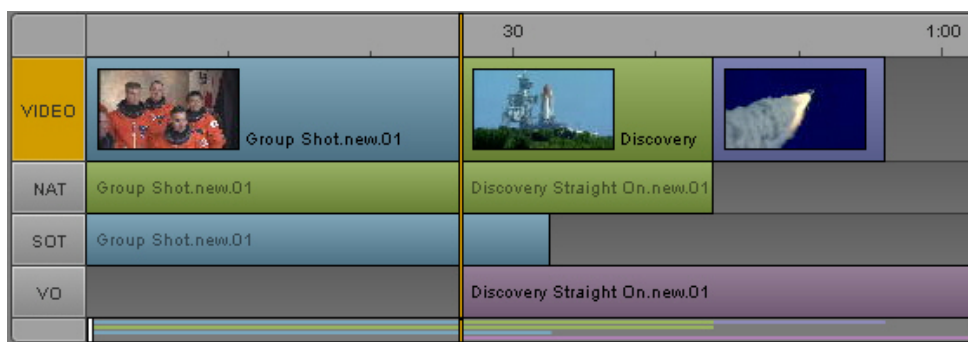 30 1:00
VIDEO Group Shot.new.01 Discovery
NAT Group Shot.new.01 Discovery Straight On.new.01
SOT Group Shot.new.01
VO Discovery Straight On.new.01